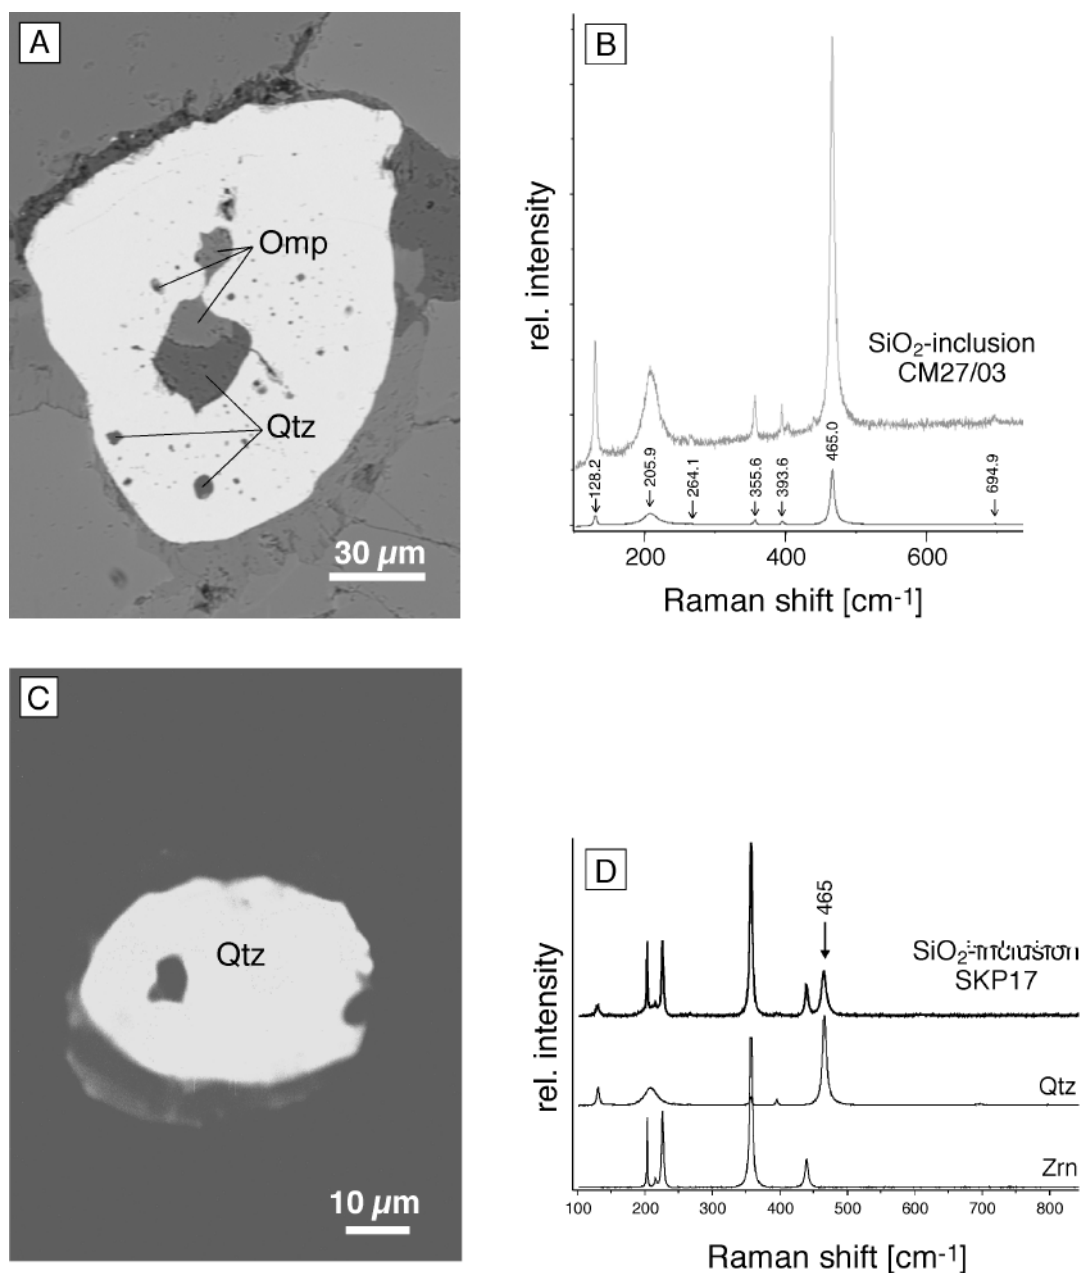 A
Omp
Qtz
30 µm
B
rel. intensity
SiO₂-inclusion
CM27/03
128.2
205.9
264.1
355.6
393.6
465.0
694.9
200
400
600
Raman shift [cm-1]
C
Qtz
10 µm
D
rel. intensity
465
SiO₂-inclusion
SKP17
Qtz
Zrn
100
200
300
400
500
600
700
800
Raman shift [cm-1]